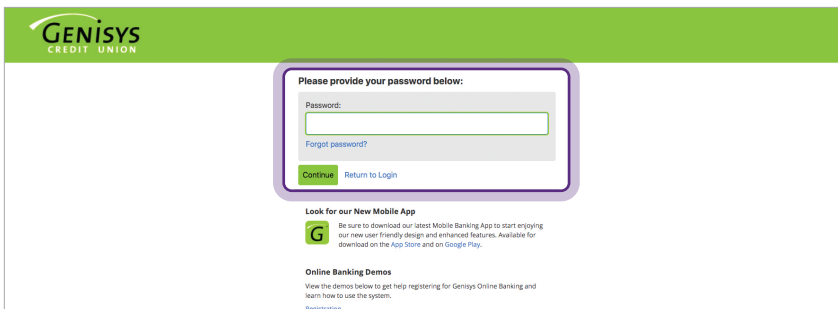 GENiSYS
CREDIT UNION
Please provide your password below:
Password:
Forgot password?
Continue Return to Login
Look for our New Mobile App
G
Be sure to download our latest Mobile Banking App to start enjoying
our new user friendly design and enhanced features. Available for
download on the App Store and on Google Play.
Online Banking Demos
View the demos below to get help registering for Genisys Online Banking and
learn how to use the system.
Registration